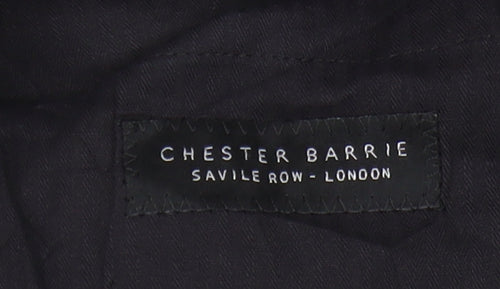 CHESTER BARRIE
SAVILE ROW - LONDON